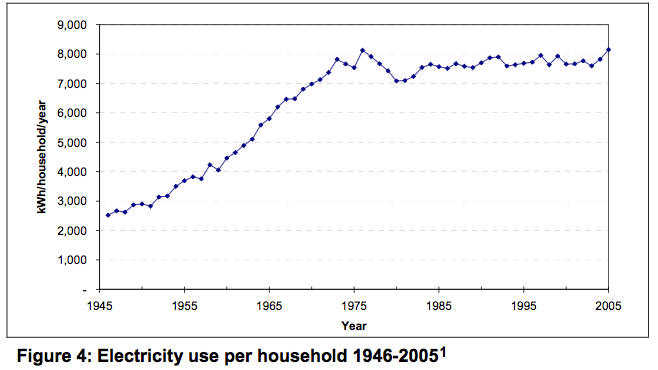 9,000
8,000
7,000
6,000
5,000
4,000
3,000
2,000
1,000
-
kWh/household/year
1945 1955 1965 1975 1985 1995 2005
Year
Figure 4: Electricity use per household 1946-2005¹